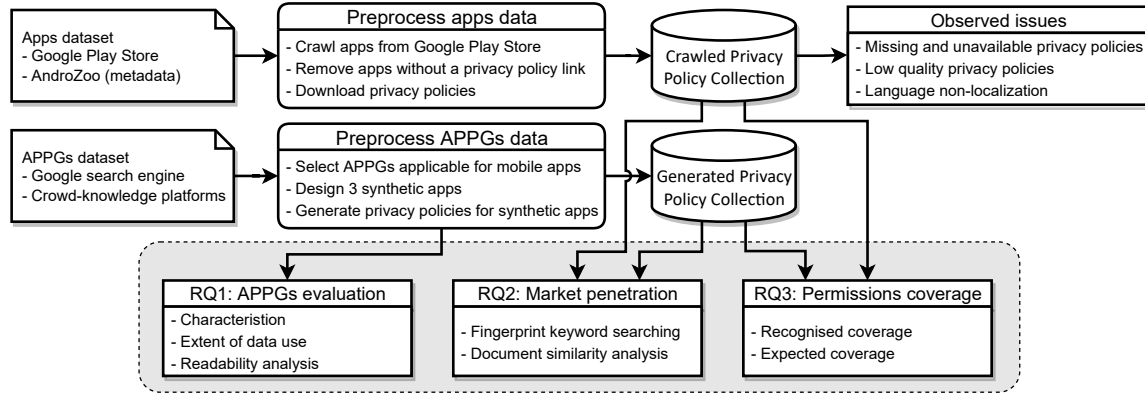 Apps dataset
- Google Play Store
- AndroZoo (metadata)
Preprocess apps data
- Crawl apps from Google Play Store
- Remove apps without a privacy policy link
- Download privacy policies
Crawled Privacy
Policy Collection
Observed issues
- Missing and unavailable privacy policies
- Low quality privacy policies
- Language non-localization
APPGs dataset
- Google search engine
- Crowd-knowledge platforms
Preprocess APPGs data
- Select APPGs applicable for mobile apps
- Design 3 synthetic apps
- Generate privacy policies for synthetic apps
Generated Privacy
Policy Collection
RQ1: APPGs evaluation
- Characteristion
- Extent of data use
- Readability analysis
RQ2: Market penetration
- Fingerprint keyword searching
- Document similarity analysis
RQ3: Permissions coverage
- Recognised coverage
- Expected coverage